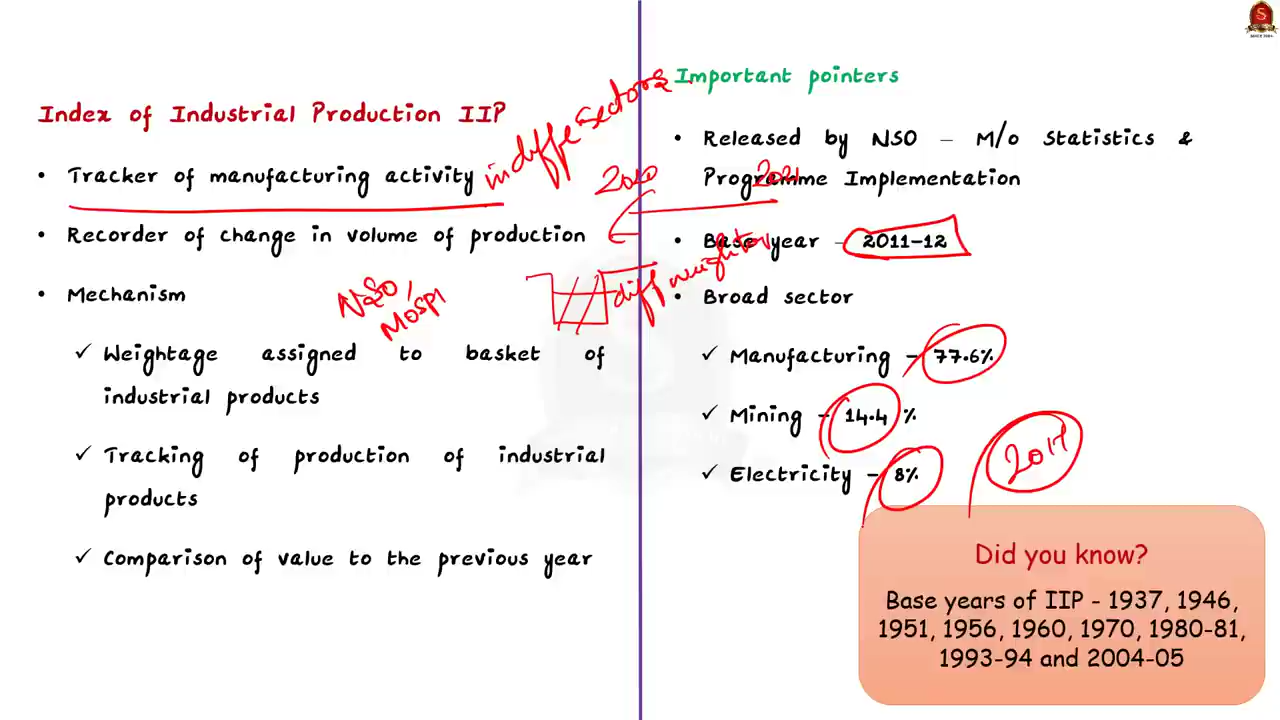 Index of Industrial Production IIP
• Tracker of manufacturing activity
in diffe sectors
• Recorder of change in volume of production
2020
• Mechanism
NSO,
MOSPI
diff weightage
✓ Weightage assigned to basket of
industrial products
✓ Tracking of production of industrial
products
✓ Comparison of value to the previous year
Important pointers
• Released by NSO – M/o Statistics &
Programme Implementation
2021
• Base year – 2011-12
• Broad sector
✓ Manufacturing – 77.6%
✓ Mining – 14.4 %
✓ Electricity – 8%
2017
Did you know?
Base years of IIP - 1937, 1946,
1951, 1956, 1960, 1970, 1980-81,
1993-94 and 2004-05